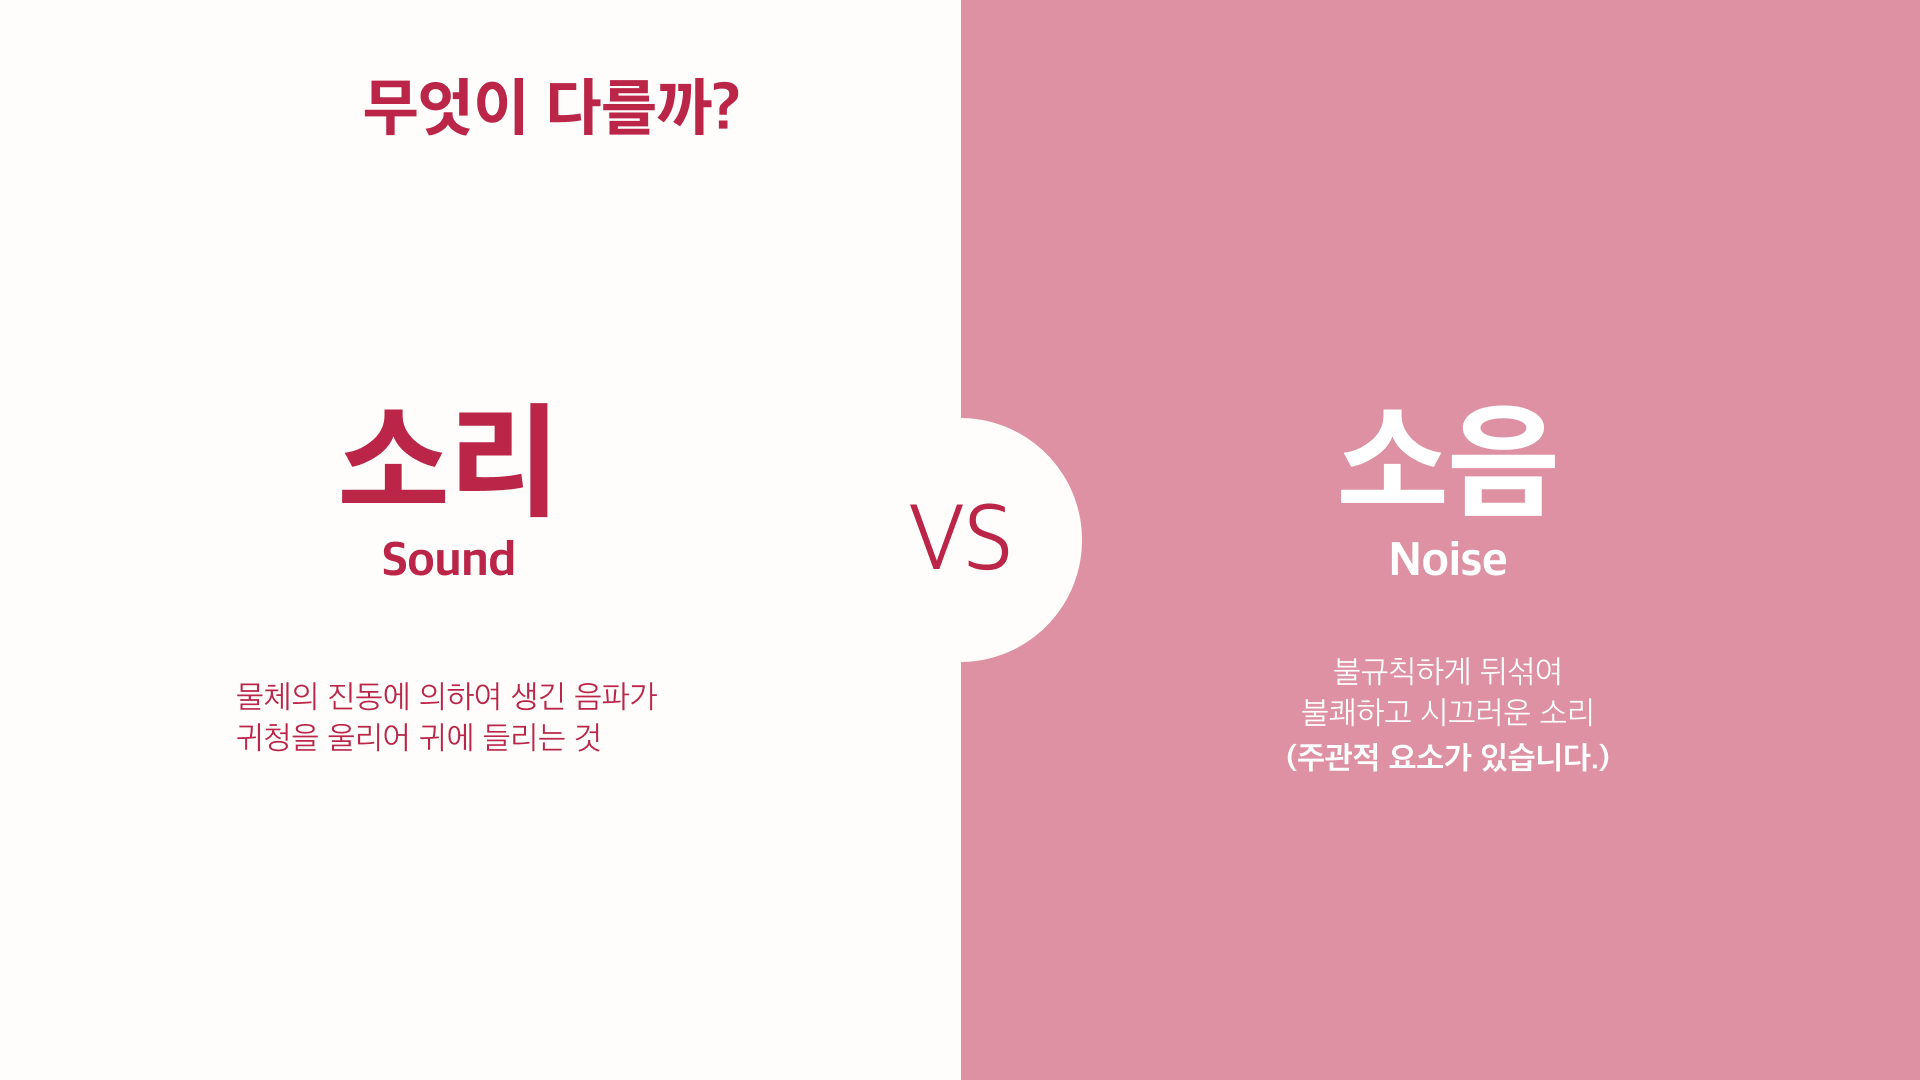 무엇이 다를까?
소리
Sound
물체의 진동에 의하여 생긴 음파가
귀청을 울리어 귀에 들리는 것
VS
소음
Noise
불규칙하게 뒤섞여
불쾌하고 시끄러운 소리
(주관적 요소가 있습니다.)